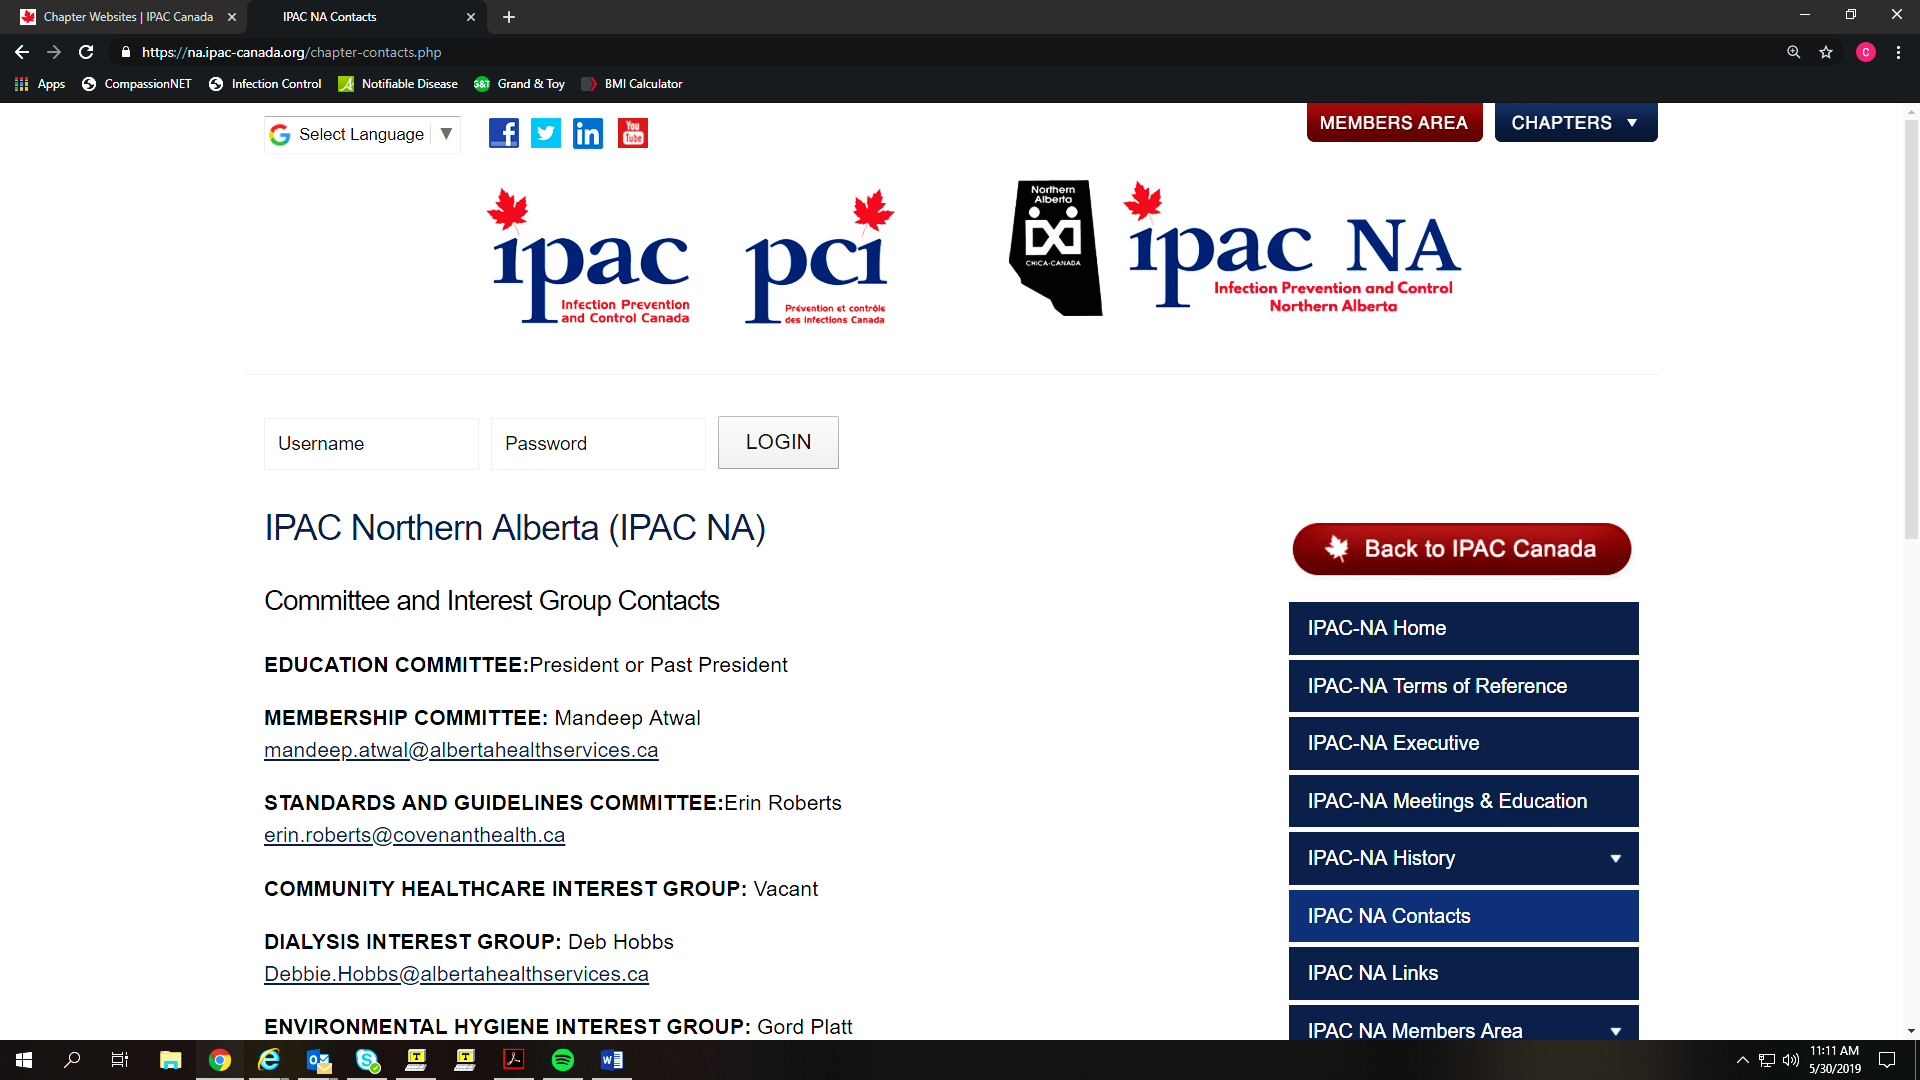 Chapter Websites | IPAC Canada
IPAC NA Contacts
https://na.ipac-canada.org/chapter-contacts.php
C
Apps
CompassionNET
Infection Control
Notifiable Disease
G&T
Grand & Toy
BMI Calculator
Select Language ▼
You
Tube
MEMBERS AREA
CHAPTERS
ipac
Infection Prevention
and Control Canada
pci
Prévention et contrôle
des infections Canada
Northern
Alberta
CHICA-CANADA
ipac NA
Infection Prevention and Control
Northern Alberta
Username
Password
LOGIN
IPAC Northern Alberta (IPAC NA)
Committee and Interest Group Contacts
EDUCATION COMMITTEE:President or Past President
MEMBERSHIP COMMITTEE: Mandeep Atwal
mandeep.atwal@albertahealthservices.ca
STANDARDS AND GUIDELINES COMMITTEE:Erin Roberts
erin.roberts@covenanthealth.ca
COMMUNITY HEALTHCARE INTEREST GROUP: Vacant
DIALYSIS INTEREST GROUP: Deb Hobbs
Debbie.Hobbs@albertahealthservices.ca
ENVIRONMENTAL HYGIENE INTEREST GROUP: Gord Platt
Back to IPAC Canada
IPAC-NA Home
IPAC-NA Terms of Reference
IPAC-NA Executive
IPAC-NA Meetings & Education
IPAC-NA History
IPAC NA Contacts
IPAC NA Links
IPAC NA Members Area
11:11 AM
5/30/2019